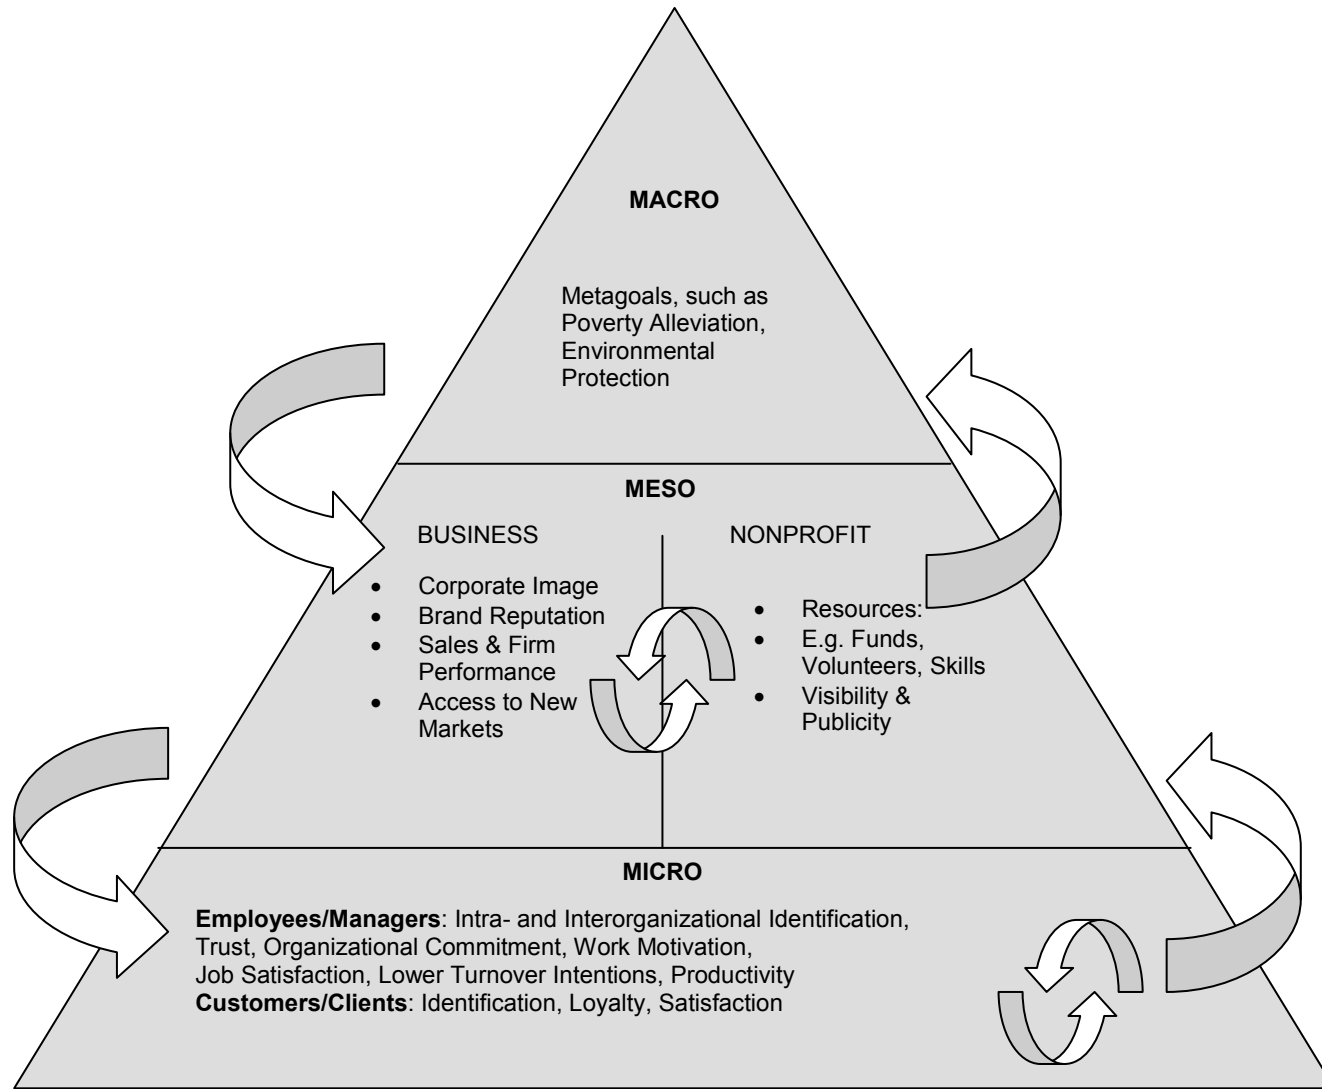 MACRO
Metagoals, such as
Poverty Alleviation,
Environmental
Protection
MESO
BUSINESS
• Corporate Image
• Brand Reputation
• Sales & Firm
Performance
• Access to New
Markets
NONPROFIT
• Resources:
• E.g. Funds,
Volunteers, Skills
• Visibility &
Publicity
MICRO
Employees/Managers: Intra- and Interorganizational Identification,
Trust, Organizational Commitment, Work Motivation,
Job Satisfaction, Lower Turnover Intentions, Productivity
Customers/Clients: Identification, Loyalty, Satisfaction